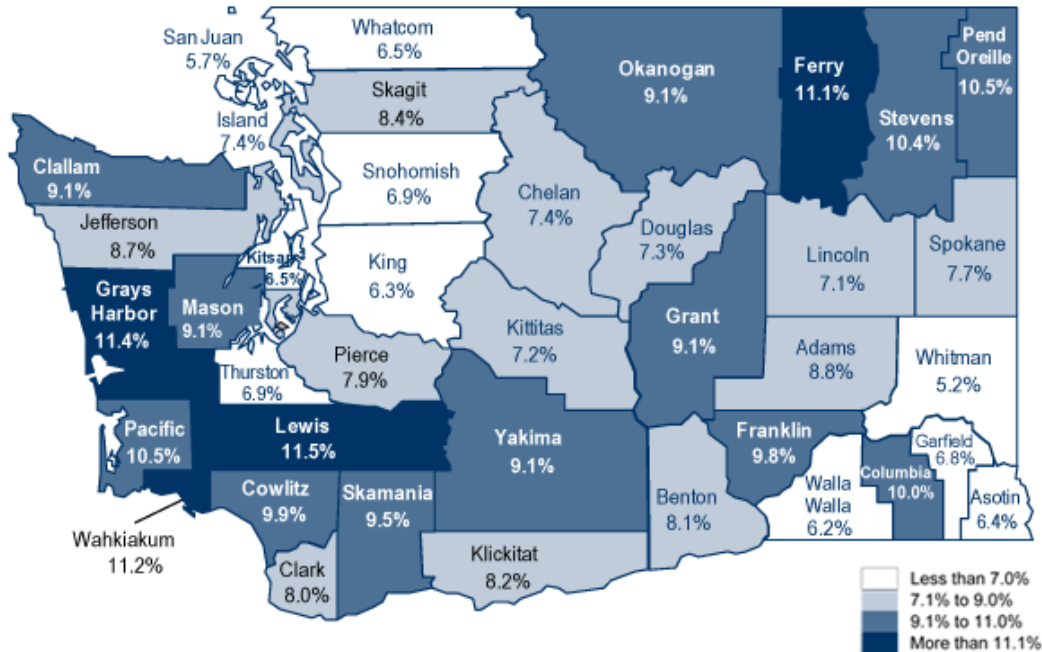 Whatcom
6.5%
San Juan
5.7%
Skagit
8.4%
Island
7.4%
Okanogan
9.1%
Ferry
11.1%
Pend
Oreille
10.5%
Stevens
10.4%
Clallam
9.1%
Snohomish
6.9%
Chelan
7.4%
Douglas
7.3%
Jefferson
8.7%
Lincoln
7.1%
Spokane
7.7%
Kitsap
6.5%
King
6.3%
Grays
Harbor
11.4%
Mason
9.1%
Grant
9.1%
Kittitas
7.2%
Pierce
7.9%
Adams
8.8%
Whitman
5.2%
Thurston
6.9%
Lewis
11.5%
Pacific
10.5%
Yakima
9.1%
Franklin
9.8%
Garfield
6.8%
Columbia
10.0%
Walla
Walla
6.2%
Asotin
6.4%
Cowlitz
9.9%
Skamania
9.5%
Benton
8.1%
Wahkiakum
11.2%
Klickitat
8.2%
Clark
8.0%
Less than 7.0%
7.1% to 9.0%
9.1% to 11.0%
More than 11.1%